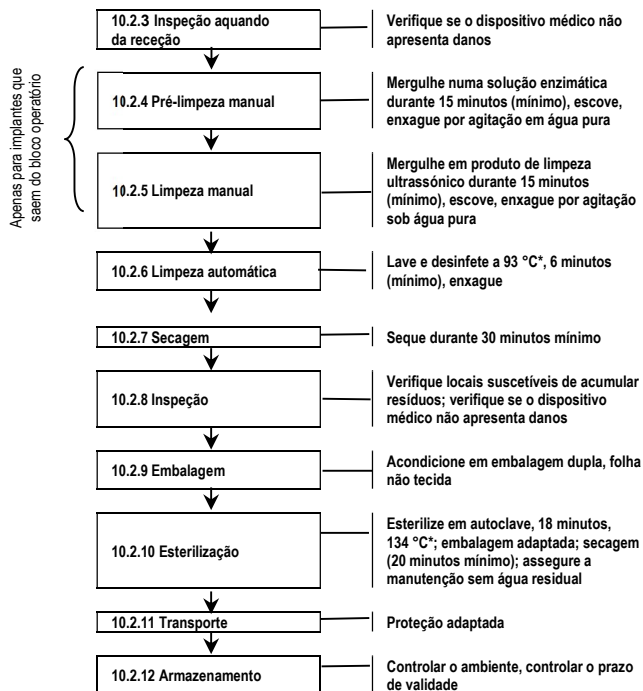 10.2.3 Inspeção aquando
da receção
Verifique se o dispositivo médico não
apresenta danos
Apenas para implantes que
saem do bloco operatório
10.2.4 Pré-limpeza manual
Mergulhe numa solução enzimática
durante 15 minutos (mínimo), escove,
enxague por agitação em água pura
10.2.5 Limpeza manual
Mergulhe em produto de limpeza
ultrassónico durante 15 minutos
(mínimo), escove, enxague por agitação
sob água pura
10.2.6 Limpeza automática
Lave e desinfete a 93 °C*, 6 minutos
(mínimo), enxague
10.2.7 Secagem
Seque durante 30 minutos mínimo
10.2.8 Inspeção
Verifique locais suscetíveis de acumular
resíduos; verifique se o dispositivo
médico não apresenta danos
10.2.9 Embalagem
Acondicione em embalagem dupla, folha
não tecida
10.2.10 Esterilização
Esterilize em autoclave, 18 minutos,
134 °C*; embalagem adaptada; secagem
(20 minutos mínimo); assegure a
manutenção sem água residual
10.2.11 Transporte
Proteção adaptada
10.2.12 Armazenamento
Controlar o ambiente, controlar o prazo
de validade